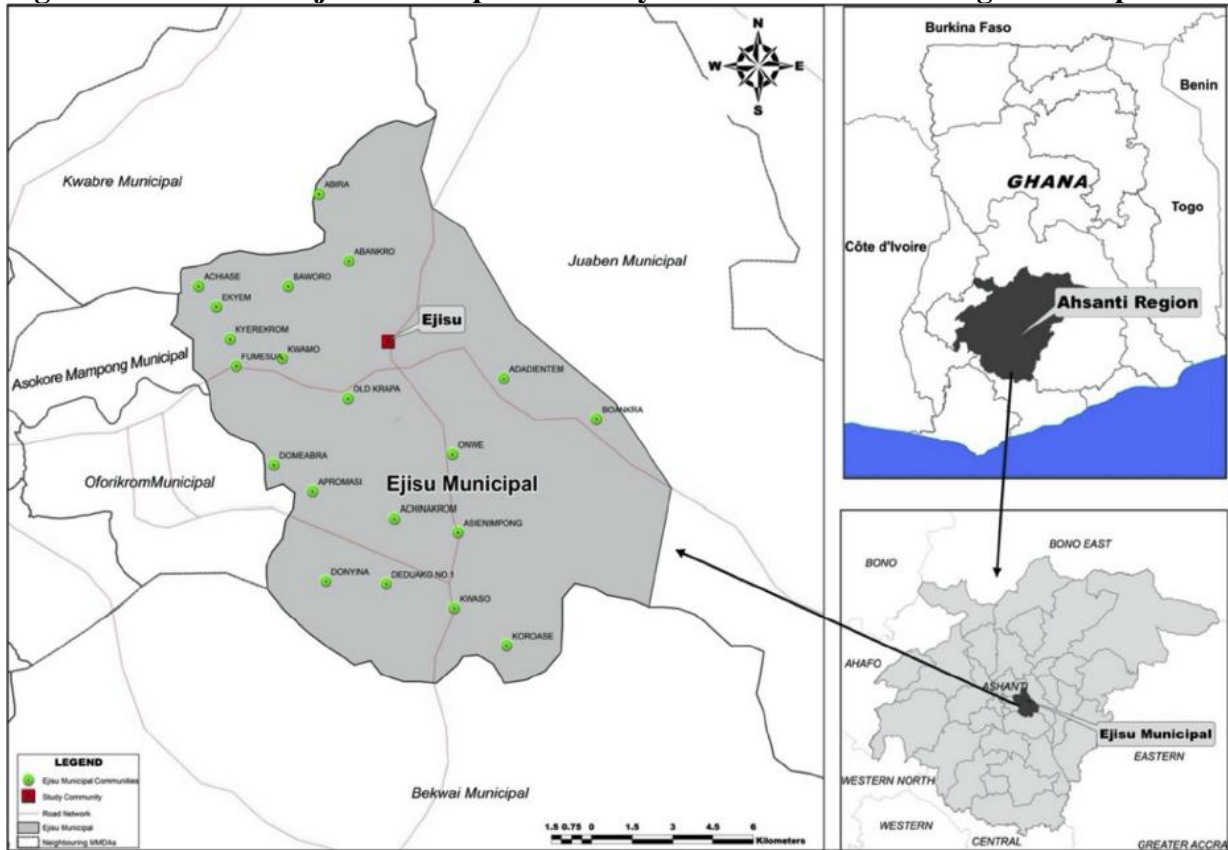 N
W E
S
Kwabre Municipal
ABIRA
ABANKRO
Juaben Municipal
ACHIASE
BAWORO
EKYEM
Ejisu
KYEREKROM
KWAMO
FUMESUA
Asokore Mampong Municipal
ADADIENTEM
OLD KRAPA
BOANKRA
ONWE
DOMEABRA
OforikromMunicipal
APROMASI
Ejisu Municipal
ACHINAKROM
ASIENIMPONG
DONYINA
DEDUAKO NO.1
KWASO
KOROASE
Bekwai Municipal
LEGEND
Ejisu Municipal Communities
Study Community
Road Network
Ejisu Municipal
Neighbouring MMDAs
1.5 0.75 0 1.5 3 4.5 6
Kilometers
Burkina Faso
Benin
GHANA
Togo
Côte d'Ivoire
Ahsanti Region
BONO EAST
BONO
AHAFO
ASHANTI
Ejisu Municipal
EASTERN
WESTERN NORTH
WESTERN
CENTRAL
GREATER ACCRA